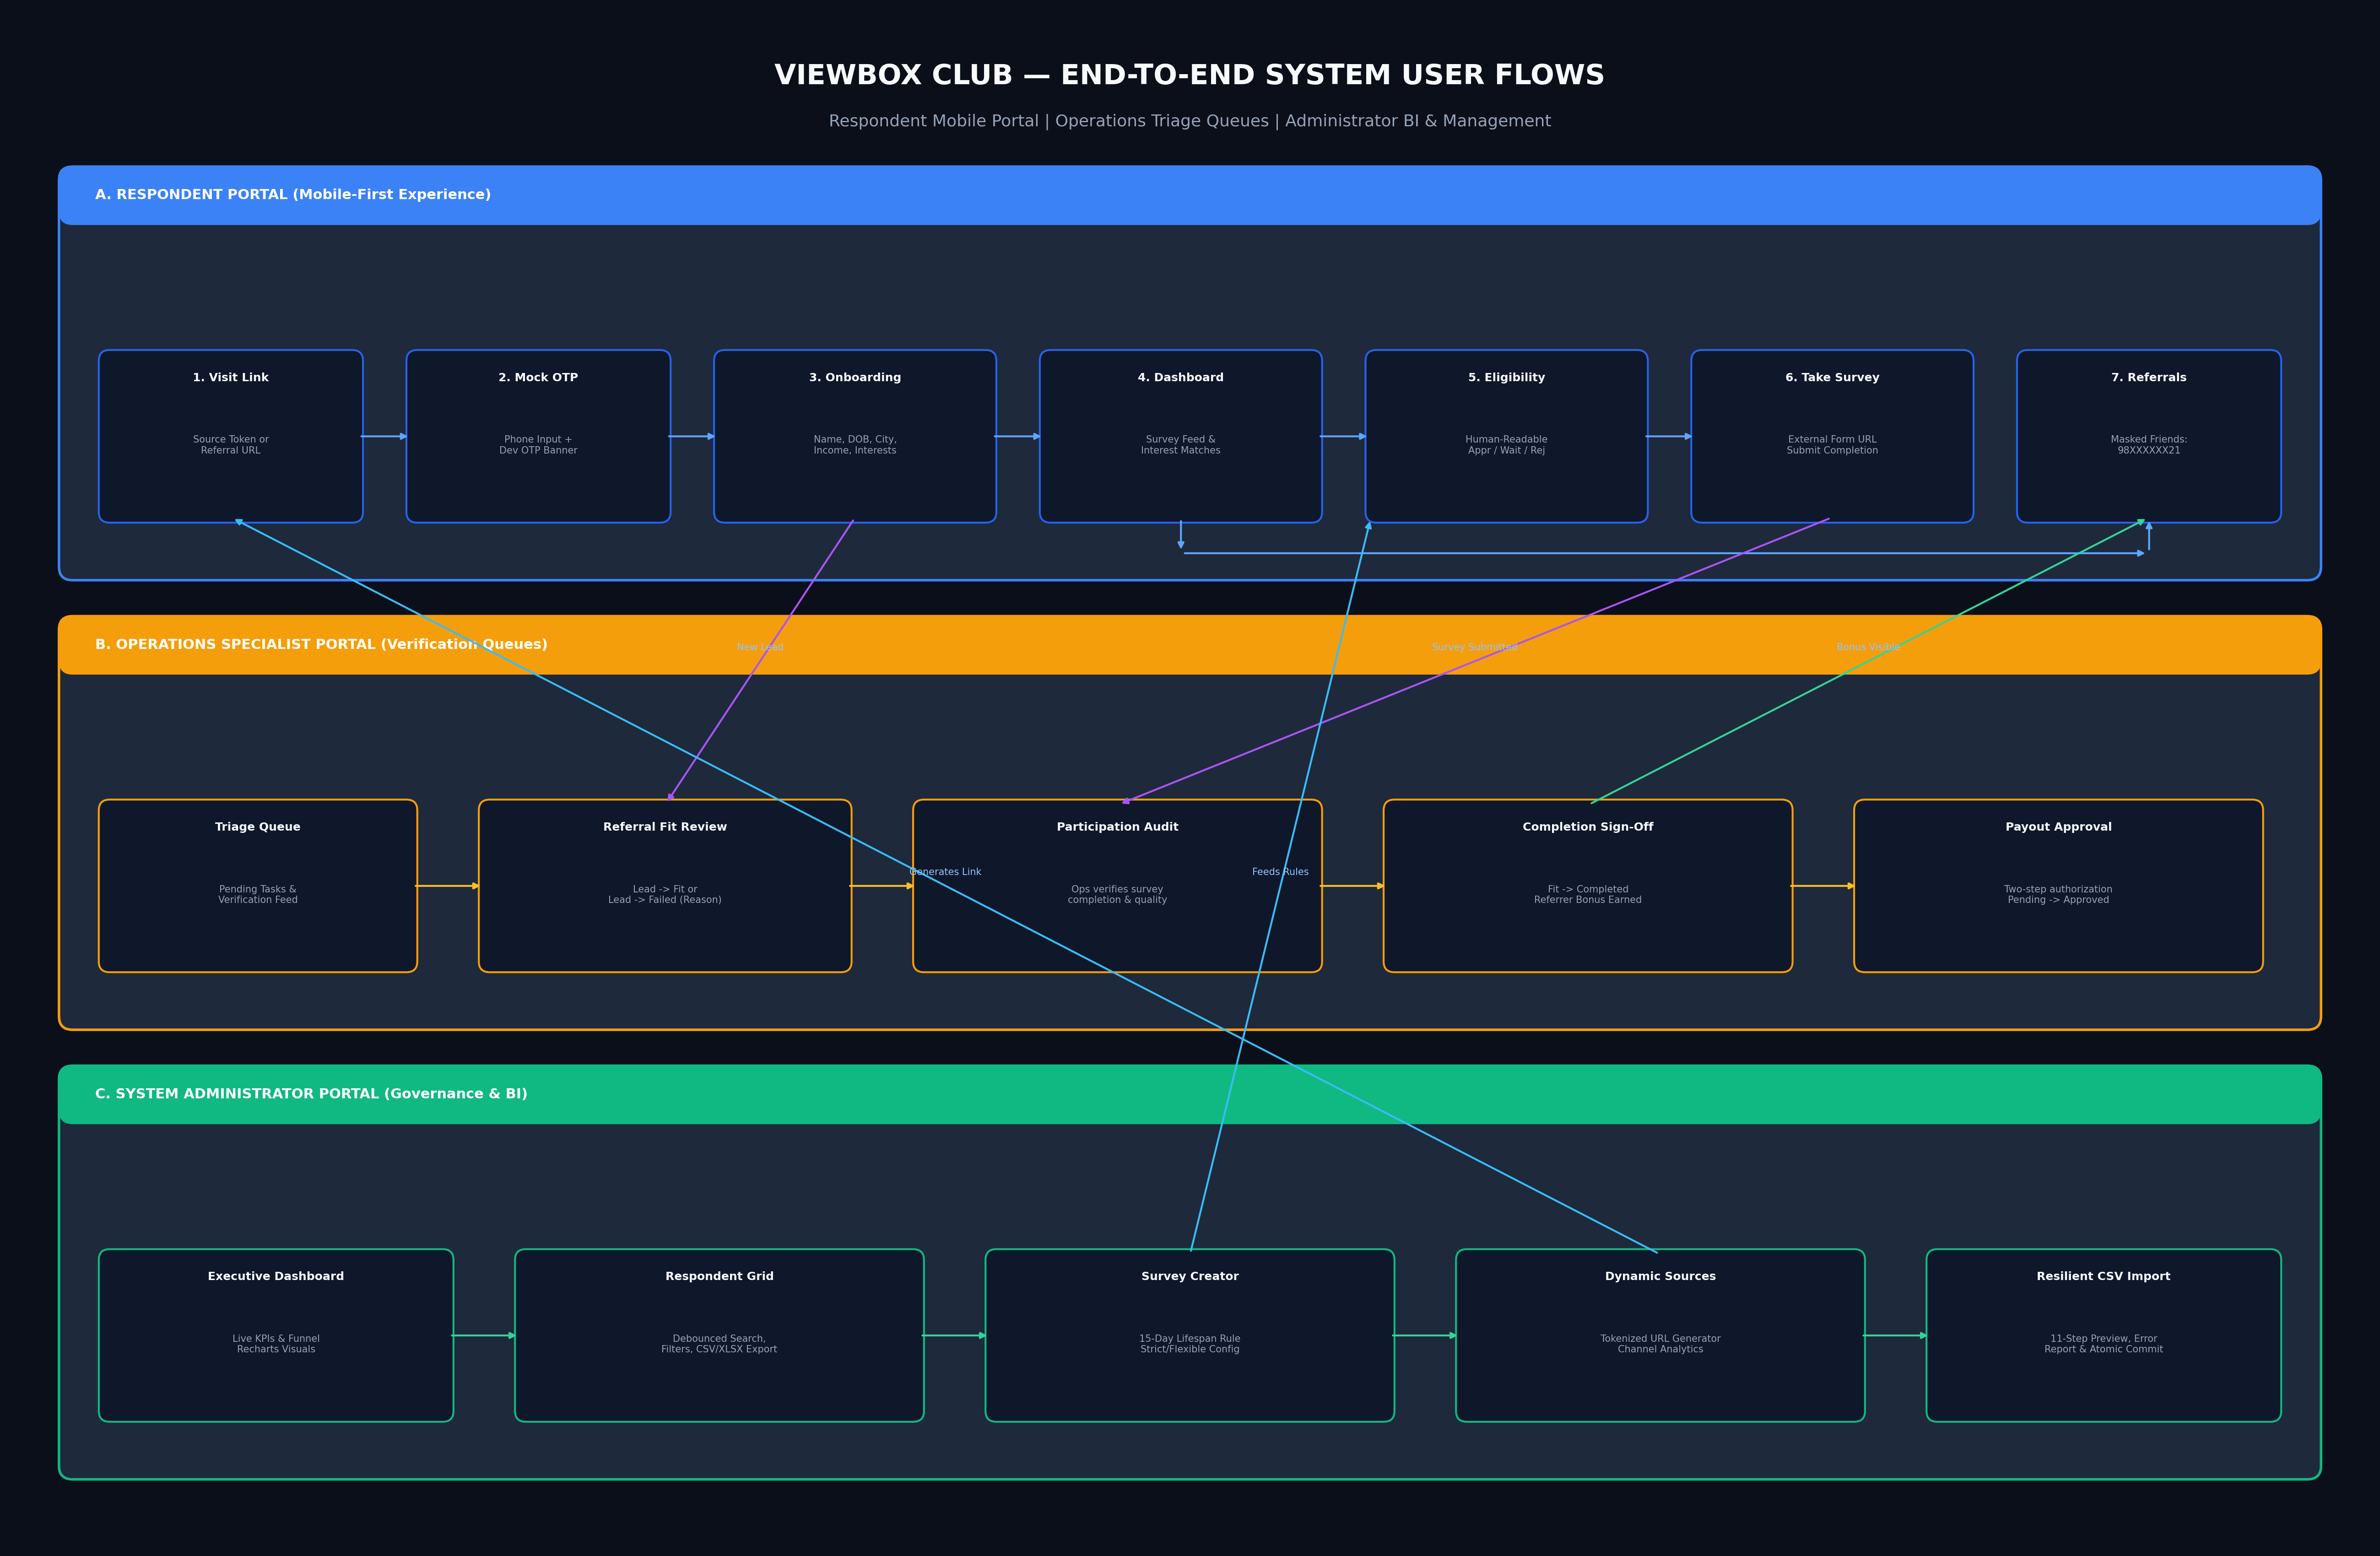 VIEWBOX CLUB — END-TO-END SYSTEM USER FLOWS
Respondent Mobile Portal | Operations Triage Queues | Administrator BI & Management
A. RESPONDENT PORTAL (Mobile-First Experience)
1. Visit Link
Source Token or
Referral URL
2. Mock OTP
Phone Input +
Dev OTP Banner
3. Onboarding
Name, DOB, City,
Income, Interests
4. Dashboard
Survey Feed &
Interest Matches
5. Eligibility
Human-Readable
Appr / Wait / Rej
6. Take Survey
External Form URL
Submit Completion
7. Referrals
Masked Friends:
98XXXXXX21
B. OPERATIONS SPECIALIST PORTAL (Verification Queues)
New Lead
Survey Submitted
Bonus Visible
Triage Queue
Pending Tasks &
Verification Feed
Referral Fit Review
Lead -> Fit or
Lead -> Failed (Reason)
Generates Link
Participation Audit
Ops verifies survey
completion & quality
Feeds Rules
Completion Sign-Off
Fit -> Completed
Referrer Bonus Earned
Payout Approval
Two-step authorization
Pending -> Approved
C. SYSTEM ADMINISTRATOR PORTAL (Governance & BI)
Executive Dashboard
Live KPIs & Funnel
Recharts Visuals
Respondent Grid
Debounced Search,
Filters, CSV/XLSX Export
Survey Creator
15-Day Lifespan Rule
Strict/Flexible Config
Dynamic Sources
Tokenized URL Generator
Channel Analytics
Resilient CSV Import
11-Step Preview, Error
Report & Atomic Commit